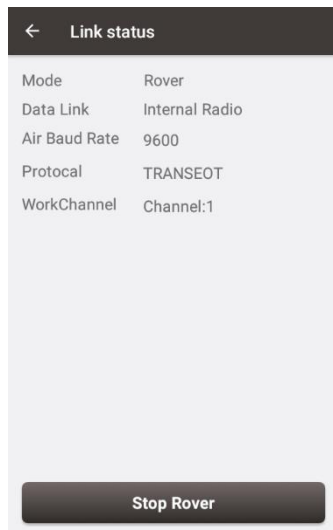 Link status
Mode Rover
Data Link Internal Radio
Air Baud Rate 9600
Protocal TRANSEOT
WorkChannel Channel:1
Stop Rover